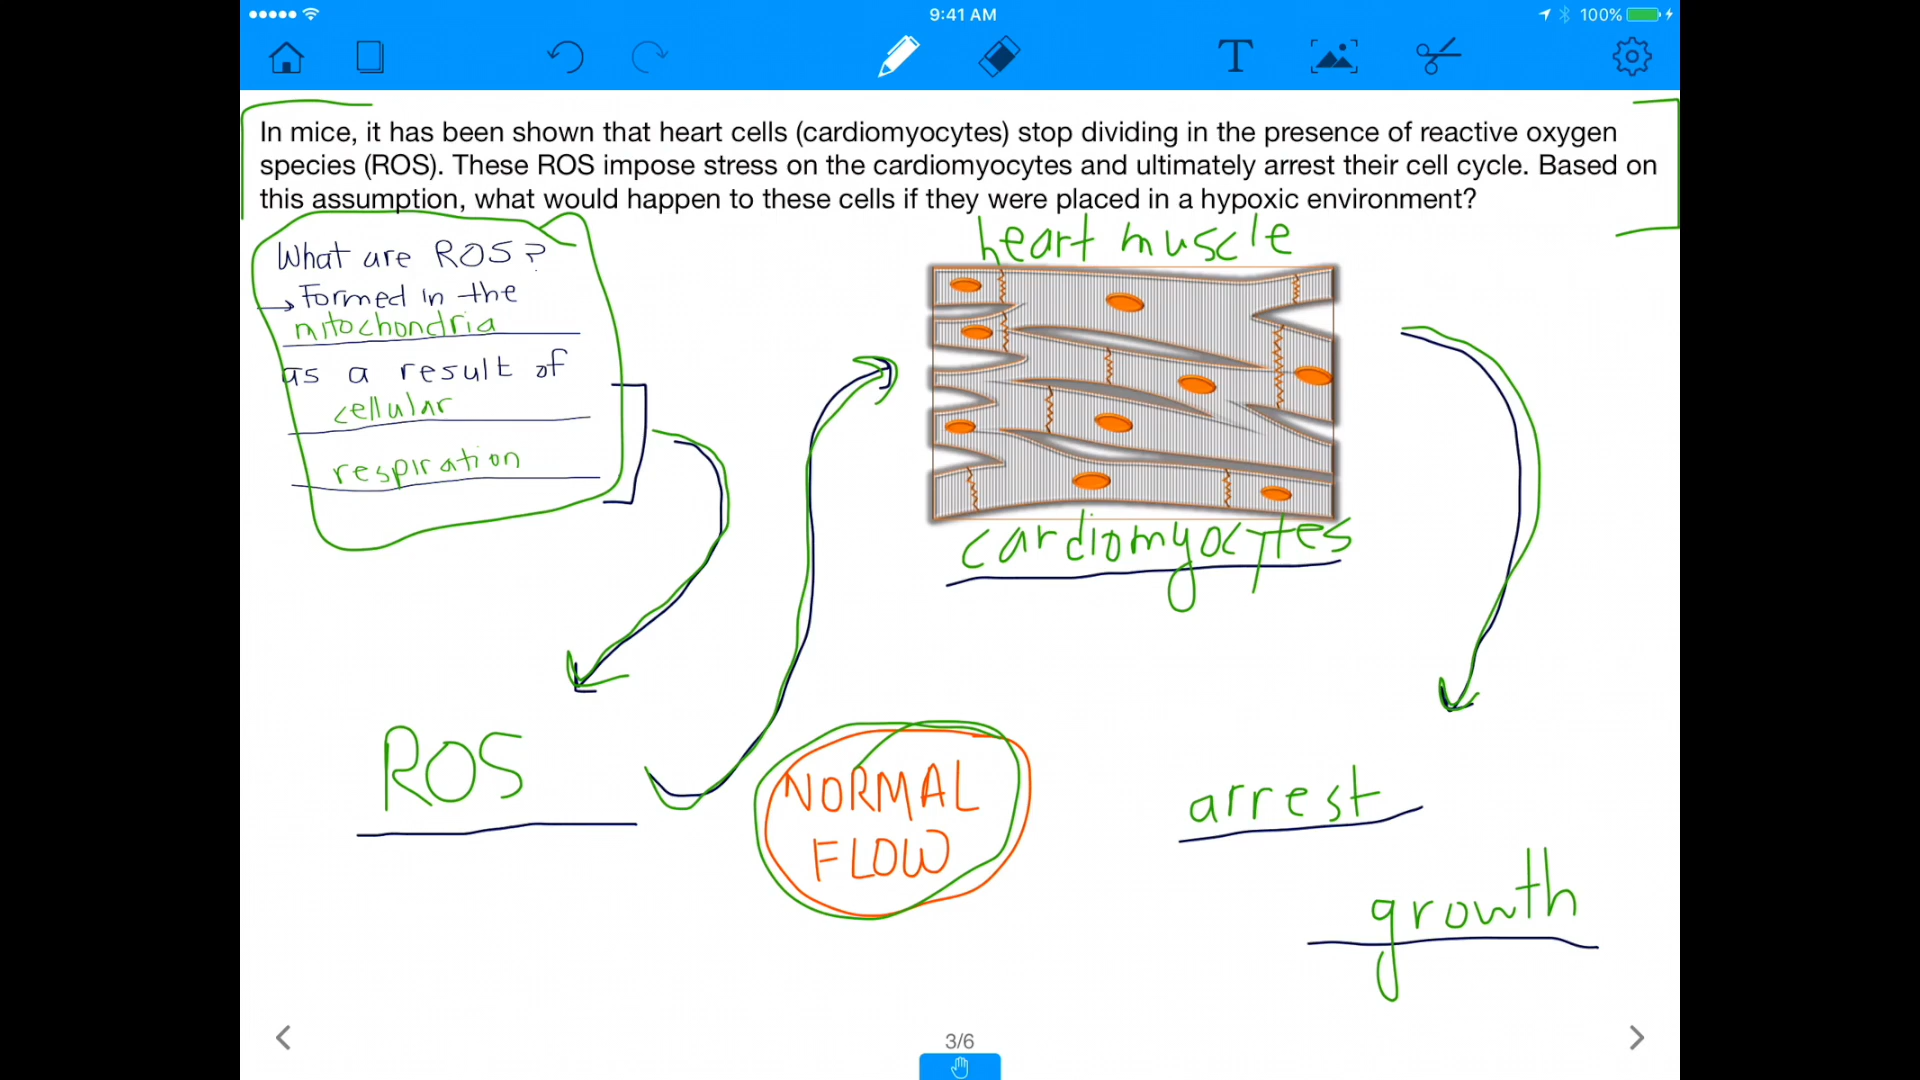 9:41 AM
100%
T
In mice, it has been shown that heart cells (cardiomyocytes) stop dividing in the presence of reactive oxygen
species (ROS). These ROS impose stress on the cardiomyocytes and ultimately arrest their cell cycle. Based on
this assumption, what would happen to these cells if they were placed in a hypoxic environment?
What are ROS?
→ Formed in the
mitochondria
as a result of
cellular
respiration
heart muscle
cardiomyocytes
ROS
NORMAL
FLOW
arrest
growth
3/6